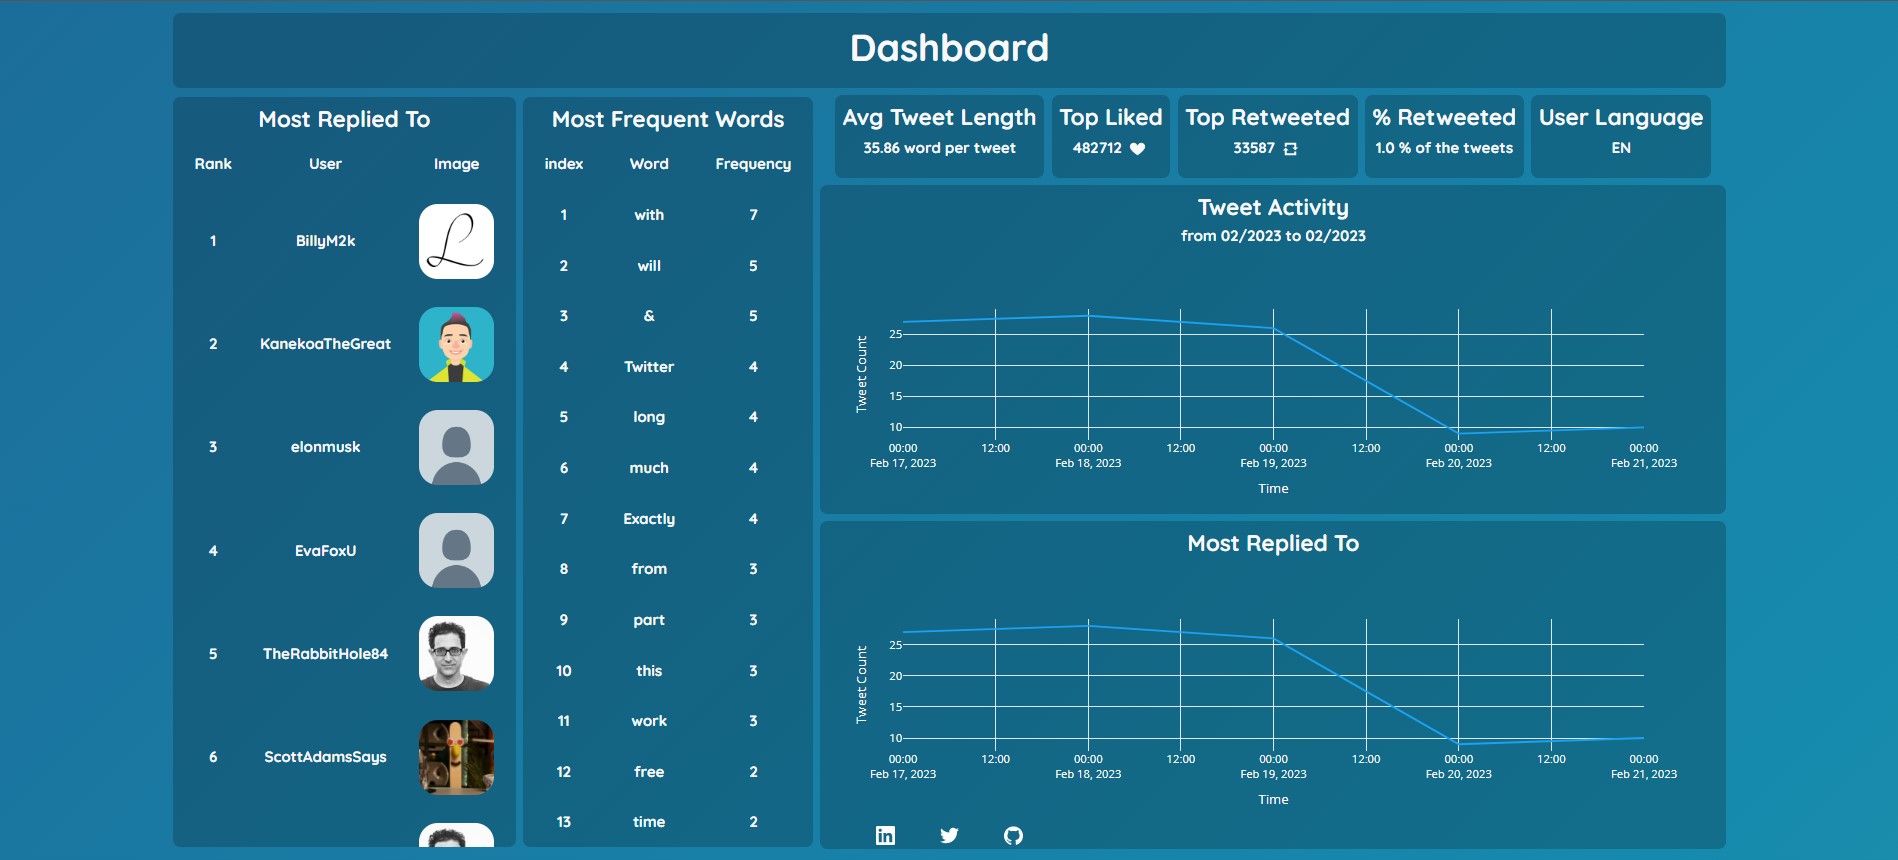 Dashboard
Most Replied To
Rank User Image
1 BillyM2k
L
2 KanekoaTheGreat
3 elonmusk
4 EvaFoxU
5 TheRabbitHole84
6 ScottAdamsSays
Most Frequent Words
index Word Frequency
1 with 7
2 will 5
3 & 5
4 Twitter 4
5 long 4
6 much 4
7 Exactly 4
8 from 3
9 part 3
10 this 3
11 work 3
12 free 2
13 time 2
Avg Tweet Length
35.86 word per tweet
Top Liked
482712
Top Retweeted
33587
% Retweeted
1.0 % of the tweets
User Language
EN
Tweet Activity
from 02/2023 to 02/2023
Tweet Count
25
20
15
10
00:00 12:00 00:00 12:00 00:00 12:00 00:00 12:00 00:00
Feb 17, 2023 Feb 18, 2023 Feb 19, 2023 Feb 20, 2023 Feb 21, 2023
Time
Most Replied To
Tweet Count
25
20
15
10
00:00 12:00 00:00 12:00 00:00 12:00 00:00 12:00 00:00
Feb 17, 2023 Feb 18, 2023 Feb 19, 2023 Feb 20, 2023 Feb 21, 2023
Time
in